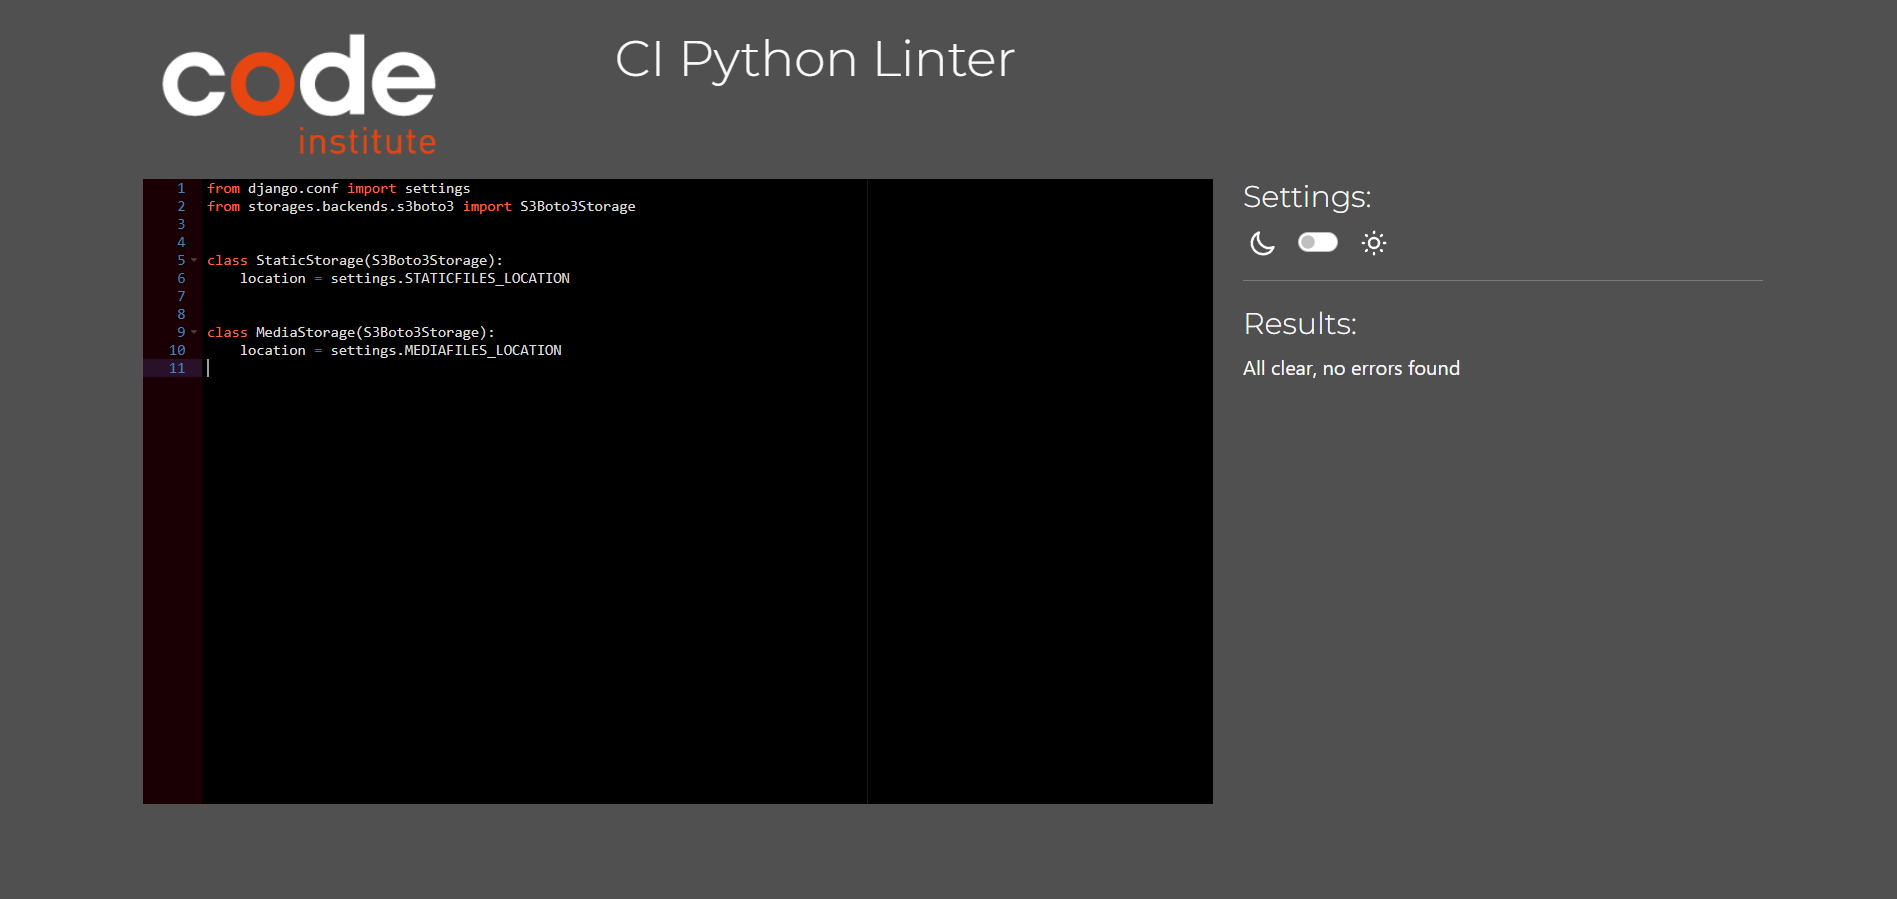 code
institute
CI Python Linter
1 from django.conf import settings
2 from storages.backends.s3boto3 import S3Boto3Storage
3
4
5 class StaticStorage(S3Boto3Storage):
6     location = settings.STATICFILES_LOCATION
7
8
9 class MediaStorage(S3Boto3Storage):
10     location = settings.MEDIAFILES_LOCATION
11
Settings:
Results:
All clear, no errors found